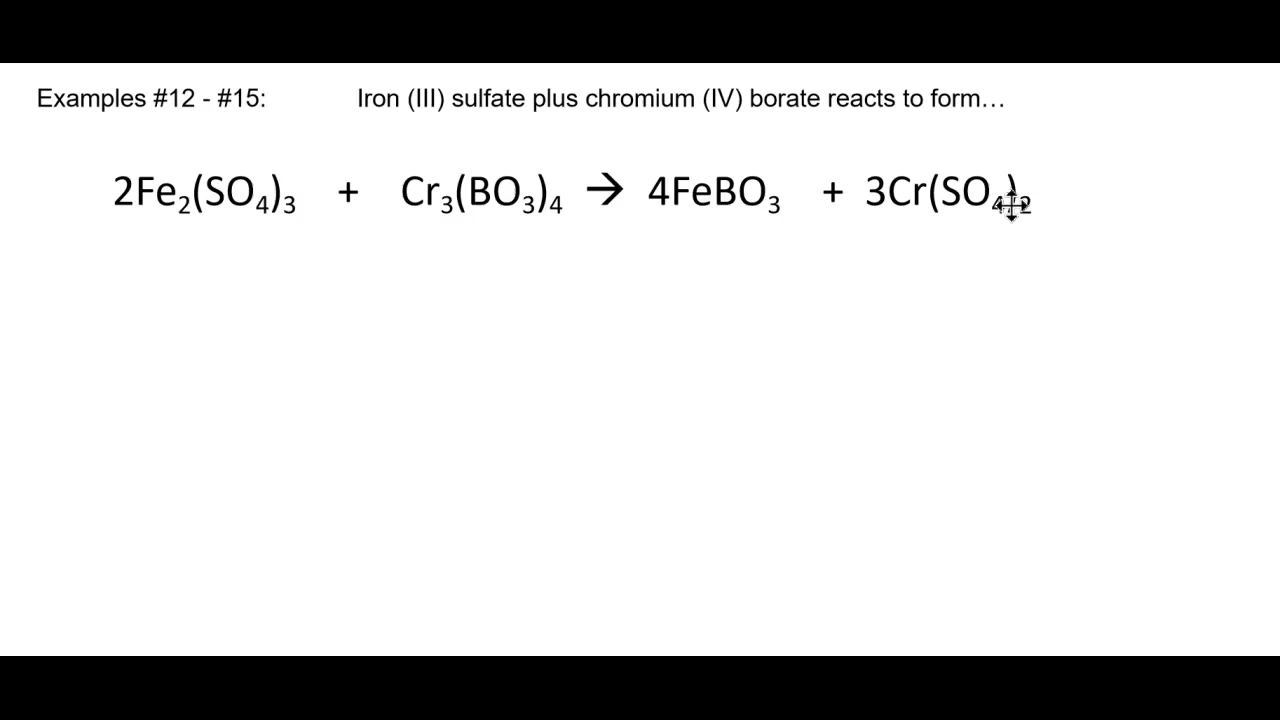 Examples #12 - #15: Iron (III) sulfate plus chromium (IV) borate reacts to form…
2Fe₂(SO₄)₃ + Cr₃(BO₃)₄ → 4FeBO₃ + 3Cr(SO₄)₂